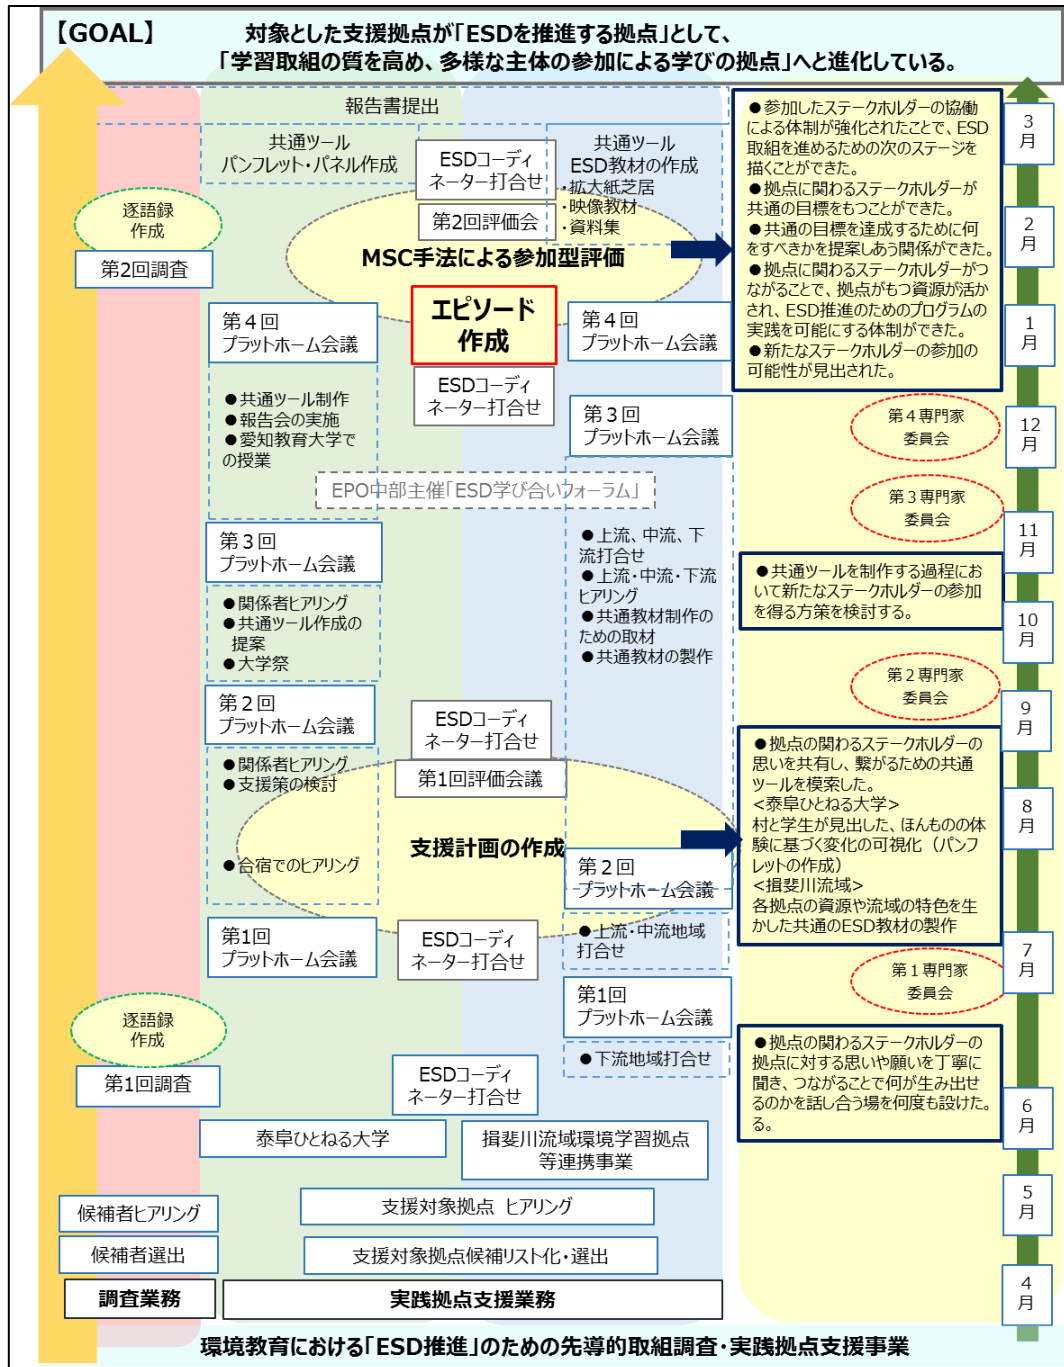 【GOAL】 対象とした支援拠点が「ESDを推進する拠点」として、
「学習取組の質を高め、多様な主体の参加による学びの拠点」へと進化している。
報告書提出
共通ツール
パンフレット・パネル作成
ESDコーディ
ネーター打合せ
共通ツール
ESD教材の作成
・拡大紙芝居
・映像教材
・資料集
第2回評価会
逐語録
作成
第2回調査
MSC手法による参加型評価
エピソード
作成
第４回
プラットホーム会議
第４回
プラットホーム会議
ESDコーディ
ネーター打合せ
●共通ツール制作
●報告会の実施
●愛知教育大学で
の授業
第３回
プラットホーム会議
EPO中部主催「ESD学び合いフォーラム」
第３回
プラットホーム会議
●上流、中流、下
流打合せ
●上流・中流・下流
ヒアリング
●共通教材制作の
ための取材
●共通教材の製作
●関係者ヒアリング
●共通ツール作成の
提案
●大学祭
第２回
プラットホーム会議
ESDコーディ
ネーター打合せ
●関係者ヒアリング
●支援策の検討
第1回評価会議
支援計画の作成
●合宿でのヒアリング
第２回
プラットホーム会議
第1回
プラットホーム会議
ESDコーディ
ネーター打合せ
●上流・中流地域
打合せ
第1回
プラットホーム会議
逐語録
作成
●下流地域打合せ
第1回調査
ESDコーディ
ネーター打合せ
泰阜ひとねる大学
揖斐川流域環境学習拠点
等連携事業
候補者ヒアリング
支援対象拠点 ヒアリング
候補者選出
支援対象拠点候補リスト化・選出
調査業務
実践拠点支援業務
●参加したステークホルダーの協働
による体制が強化されたことで、ESD
取組を進めるための次のステージを
描くことができた。
●拠点に関わるステークホルダーが
共通の目標をもつことができた。
●共通の目標を達成するために何
をすべきかを提案しあう関係ができた。
●拠点に関わるステークホルダーがつ
ながることで、拠点がもつ資源が活か
され、ESD推進のためのプログラムの
実践を可能にする体制ができた。
●新たなステークホルダーの参加の
可能性が見出された。
第４専門家
委員会
第３専門家
委員会
●共通ツールを制作する過程にお
いて新たなステークホルダーの参加
を得る方策を検討する。
第２専門家
委員会
●拠点の関わるステークホルダーの
思いを共有し、繋がるための共通
ツールを模索した。
＜泰阜ひとねる大学＞
村と学生が見出した、ほんものの体
験に基づく変化の可視化（パンフ
レットの作成）
＜揖斐川流域＞
各拠点の資源や流域の特色を生
かした共通のESD教材の製作
第１専門家
委員会
●拠点の関わるステークホルダーの
拠点に対する思いや願いを丁寧に
聞き、つながることで何が生み出せ
るのかを話し合う場を何度も設けた。
る。
3
月
2
月
1
月
12
月
11
月
10
月
9
月
8
月
7
月
6
月
5
月
4
月
環境教育における「ESD推進」のための先導的取組調査・実践拠点支援事業